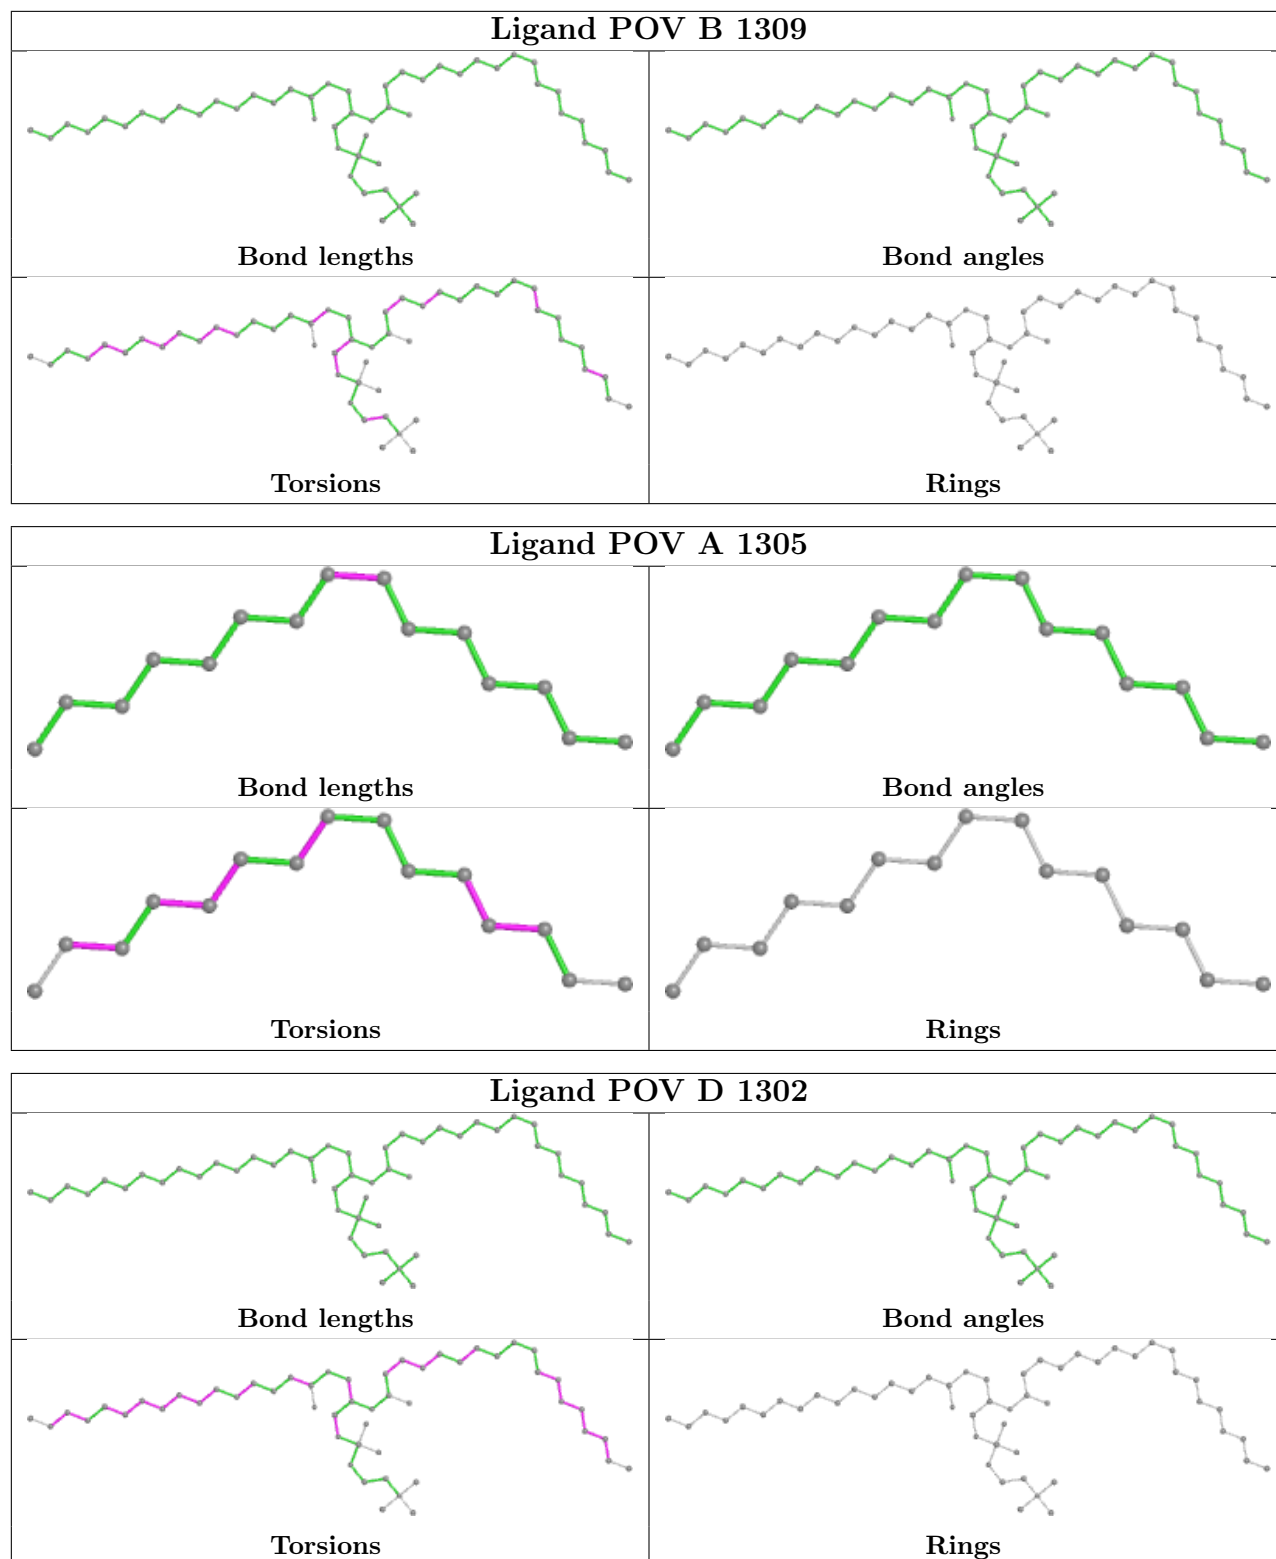 Ligand POV B 1309
Bond lengths
Bond angles
Torsions
Rings
Ligand POV A 1305
Bond lengths
Bond angles
Torsions
Rings
Ligand POV D 1302
Bond lengths
Bond angles
Torsions
Rings